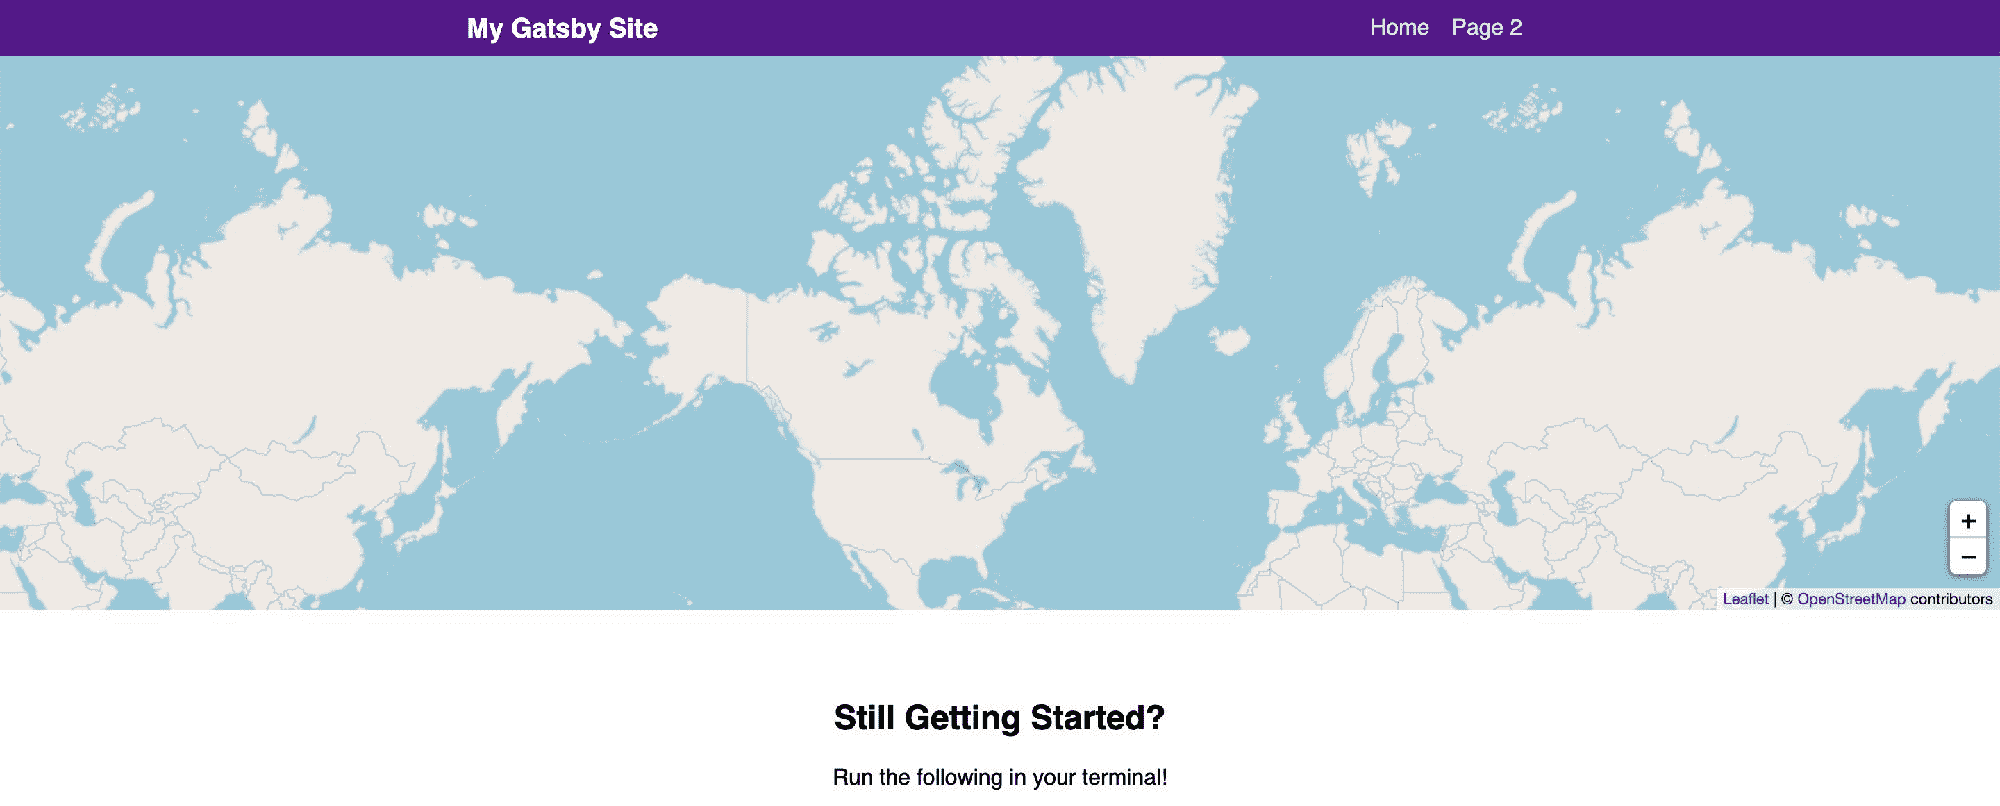 My Gatsby Site
Home Page 2
+
−
Leaflet | © OpenStreetMap contributors
Still Getting Started?
Run the following in your terminal!